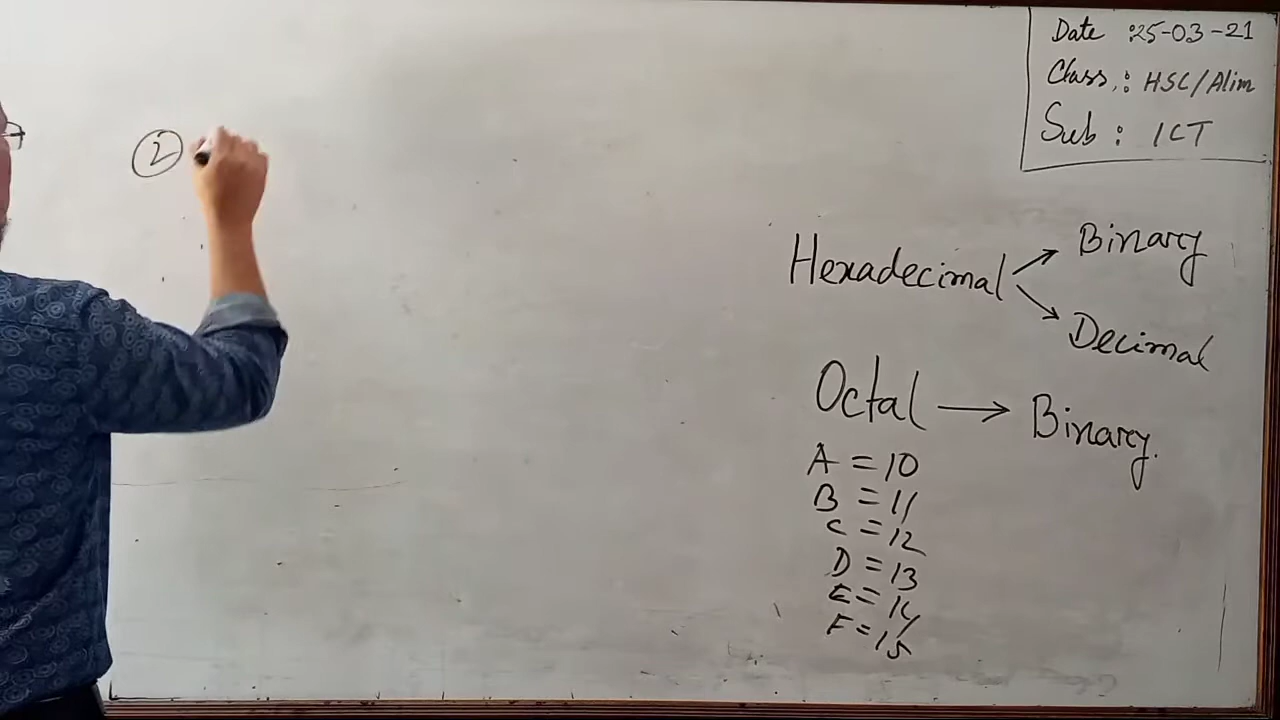 Date :25-03-21
Class : HSC/Alim
Sub : ICT
②
Hexadecimal → Binary
→ Decimal
Octal → Binary.
A = 10
B = 11
C = 12
D = 13
E = 14
F = 15